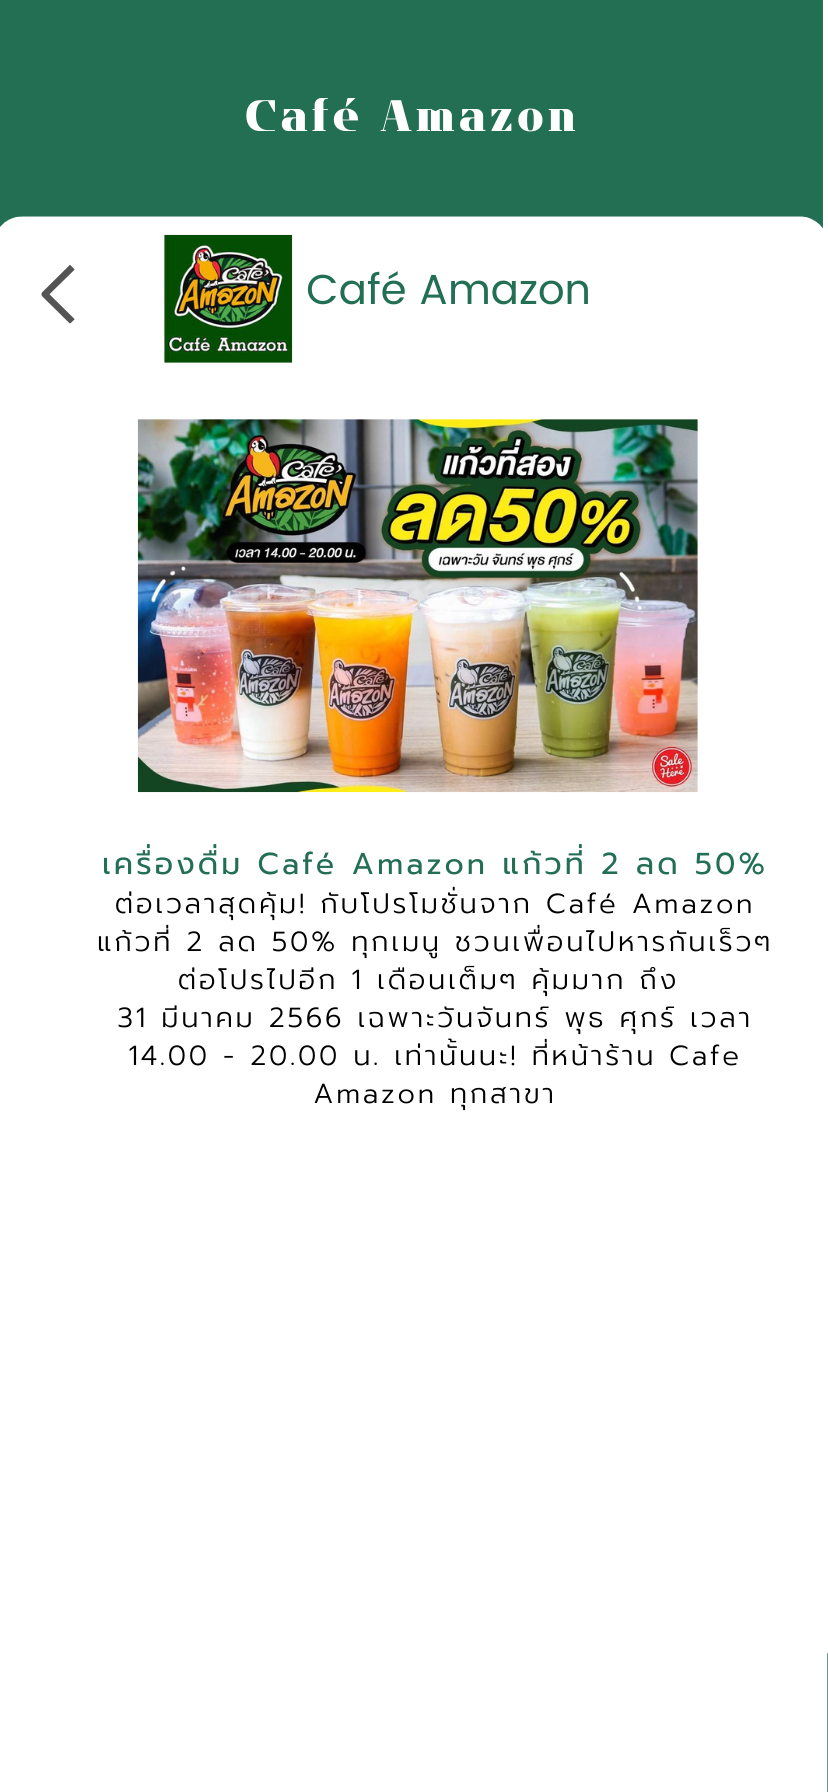 Café Amazon
Café
Amazon
Café Amazon
Café Amazon
Café
Amazon
เวลา 14.00 - 20.00 น.
แก้วที่สอง
ลด50%
เฉพาะวัน จันทร์ พุธ ศุกร์
Café
Amazon
Café
Amazon
Café
Amazon
Café
Amazon
Sale
Here
เครื่องดื่ม Café Amazon แก้วที่ 2 ลด 50%
ต่อเวลาสุดคุ้ม! กับโปรโมชั่นจาก Café Amazon
แก้วที่ 2 ลด 50% ทุกเมนู ชวนเพื่อนไปหารกันเร็วๆ
ต่อโปรไปอีก 1 เดือนเต็มๆ คุ้มมาก ถึง
31 มีนาคม 2566 เฉพาะวันจันทร์ พุธ ศุกร์ เวลา
14.00 - 20.00 น. เท่านั้นนะ! ที่หน้าร้าน Cafe
Amazon ทุกสาขา